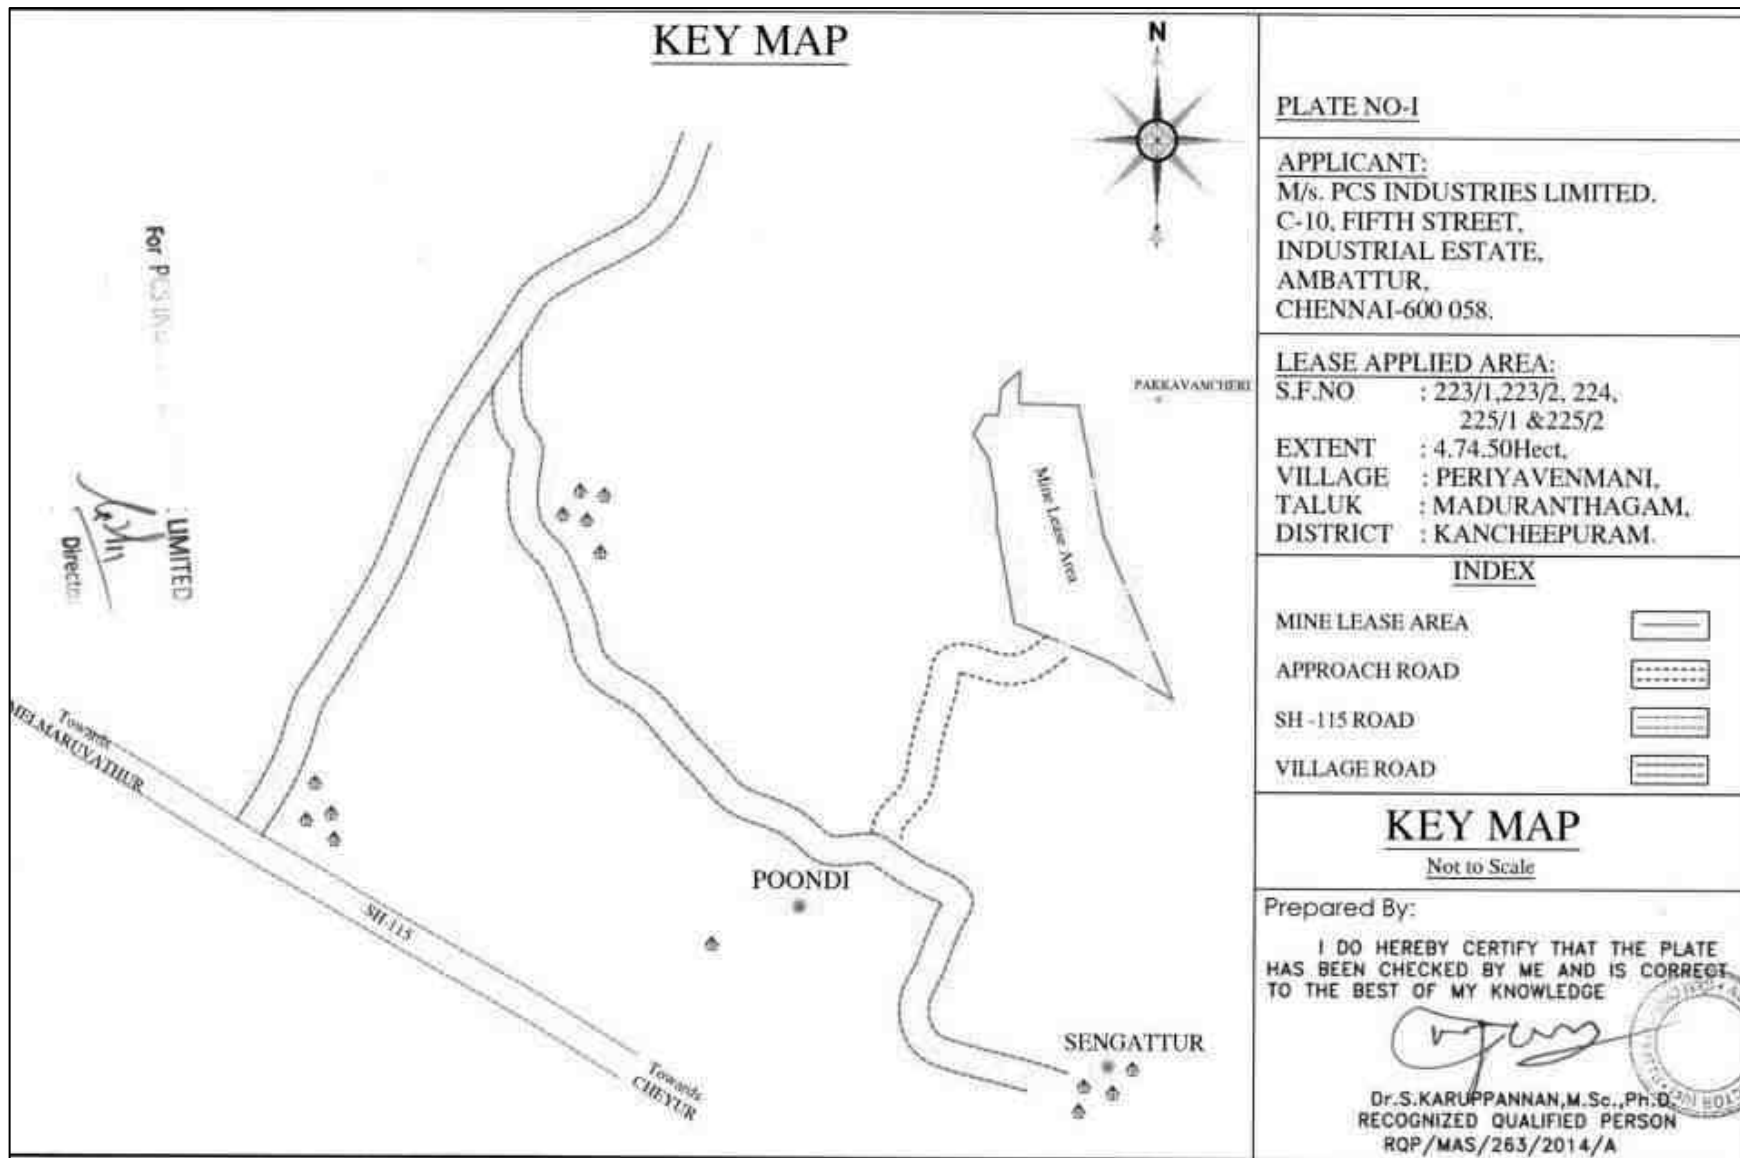 KEY MAP
N
PLATE NO-I
APPLICANT:
M/s. PCS INDUSTRIES LIMITED.
C-10, FIFTH STREET,
INDUSTRIAL ESTATE,
AMBATTUR,
CHENNAI-600 058.
LEASE APPLIED AREA:
S.F.NO : 223/1,223/2, 224,
225/1 &225/2
EXTENT : 4.74.50Hect,
VILLAGE : PERIYAVENMANI,
TALUK : MADURANTHAGAM,
DISTRICT : KANCHEEPURAM.
INDEX
MINE LEASE AREA
APPROACH ROAD
SH -115 ROAD
VILLAGE ROAD
KEY MAP
Not to Scale
Prepared By:
I DO HEREBY CERTIFY THAT THE PLATE
HAS BEEN CHECKED BY ME AND IS CORRECT
TO THE BEST OF MY KNOWLEDGE
Dr.S.KARUPPANNAN,M.Sc.,Ph.D.
RECOGNIZED QUALIFIED PERSON
RQP/MAS/263/2014/A
For PCS
LIMITED
Director
PAKKAVAMCHERI
Mine Lease Area
Towards
MELMARUVATHUR
SH-115
POONDI
SENGATTUR
Towards
CHEYUR